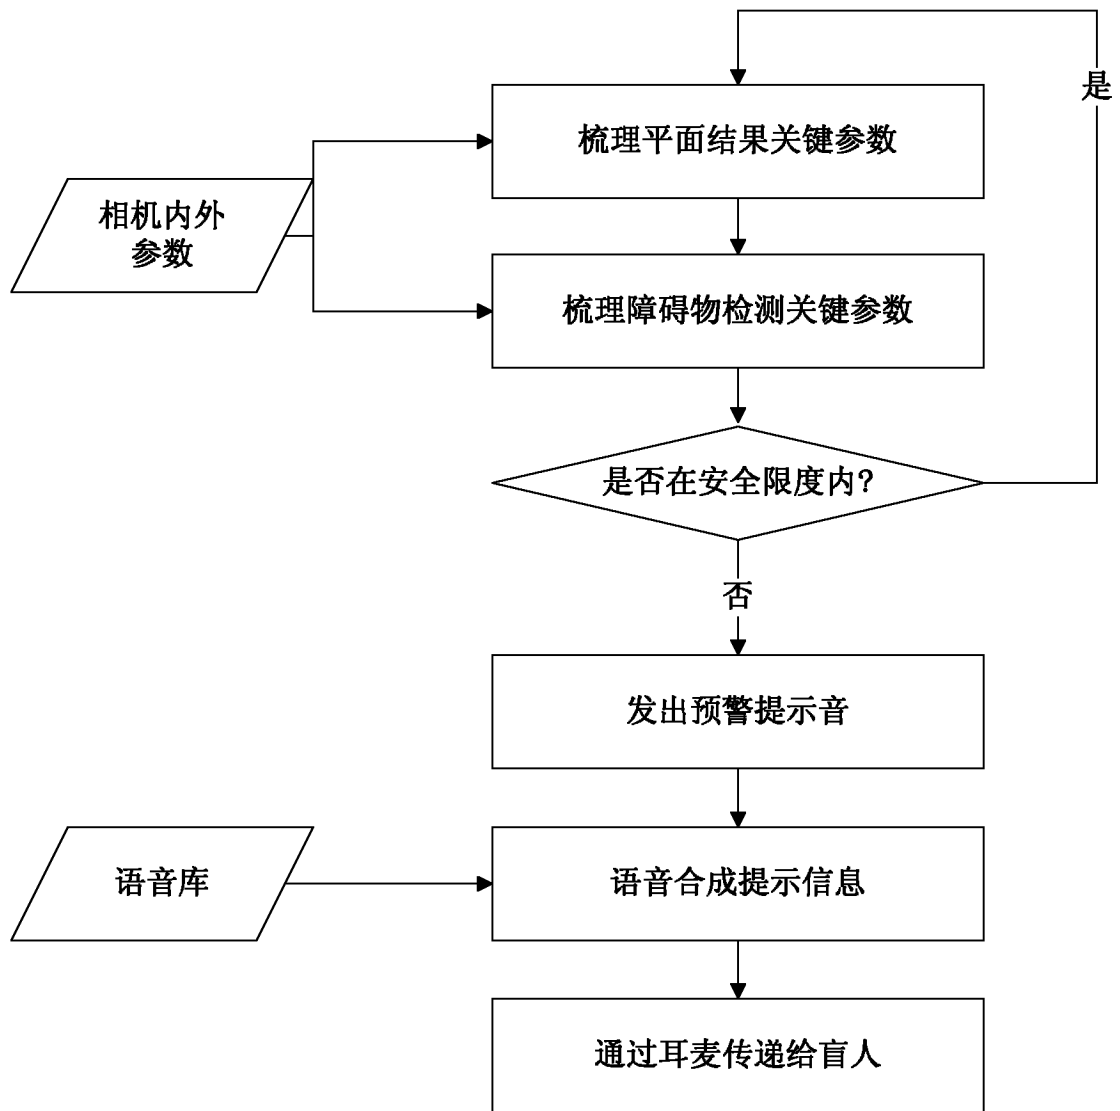 是
梳理平面结果关键参数
相机内外
参数
梳理障碍物检测关键参数
是否在安全限度内?
否
发出预警提示音
语音库
语音合成提示信息
通过耳麦传递给盲人